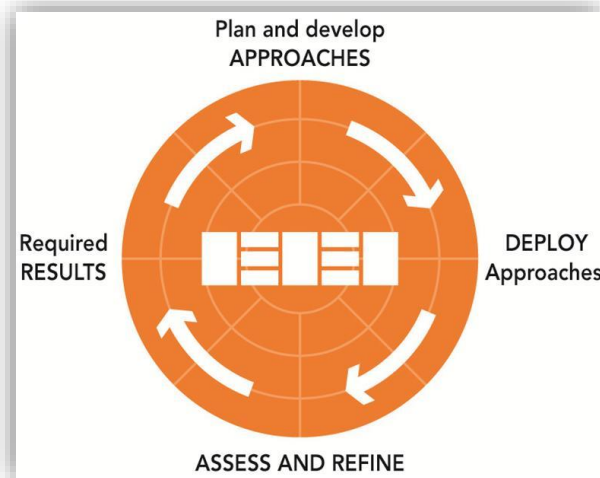 Plan and develop
APPROACHES
Required
RESULTS
DEPLOY
Approaches
ASSESS AND REFINE